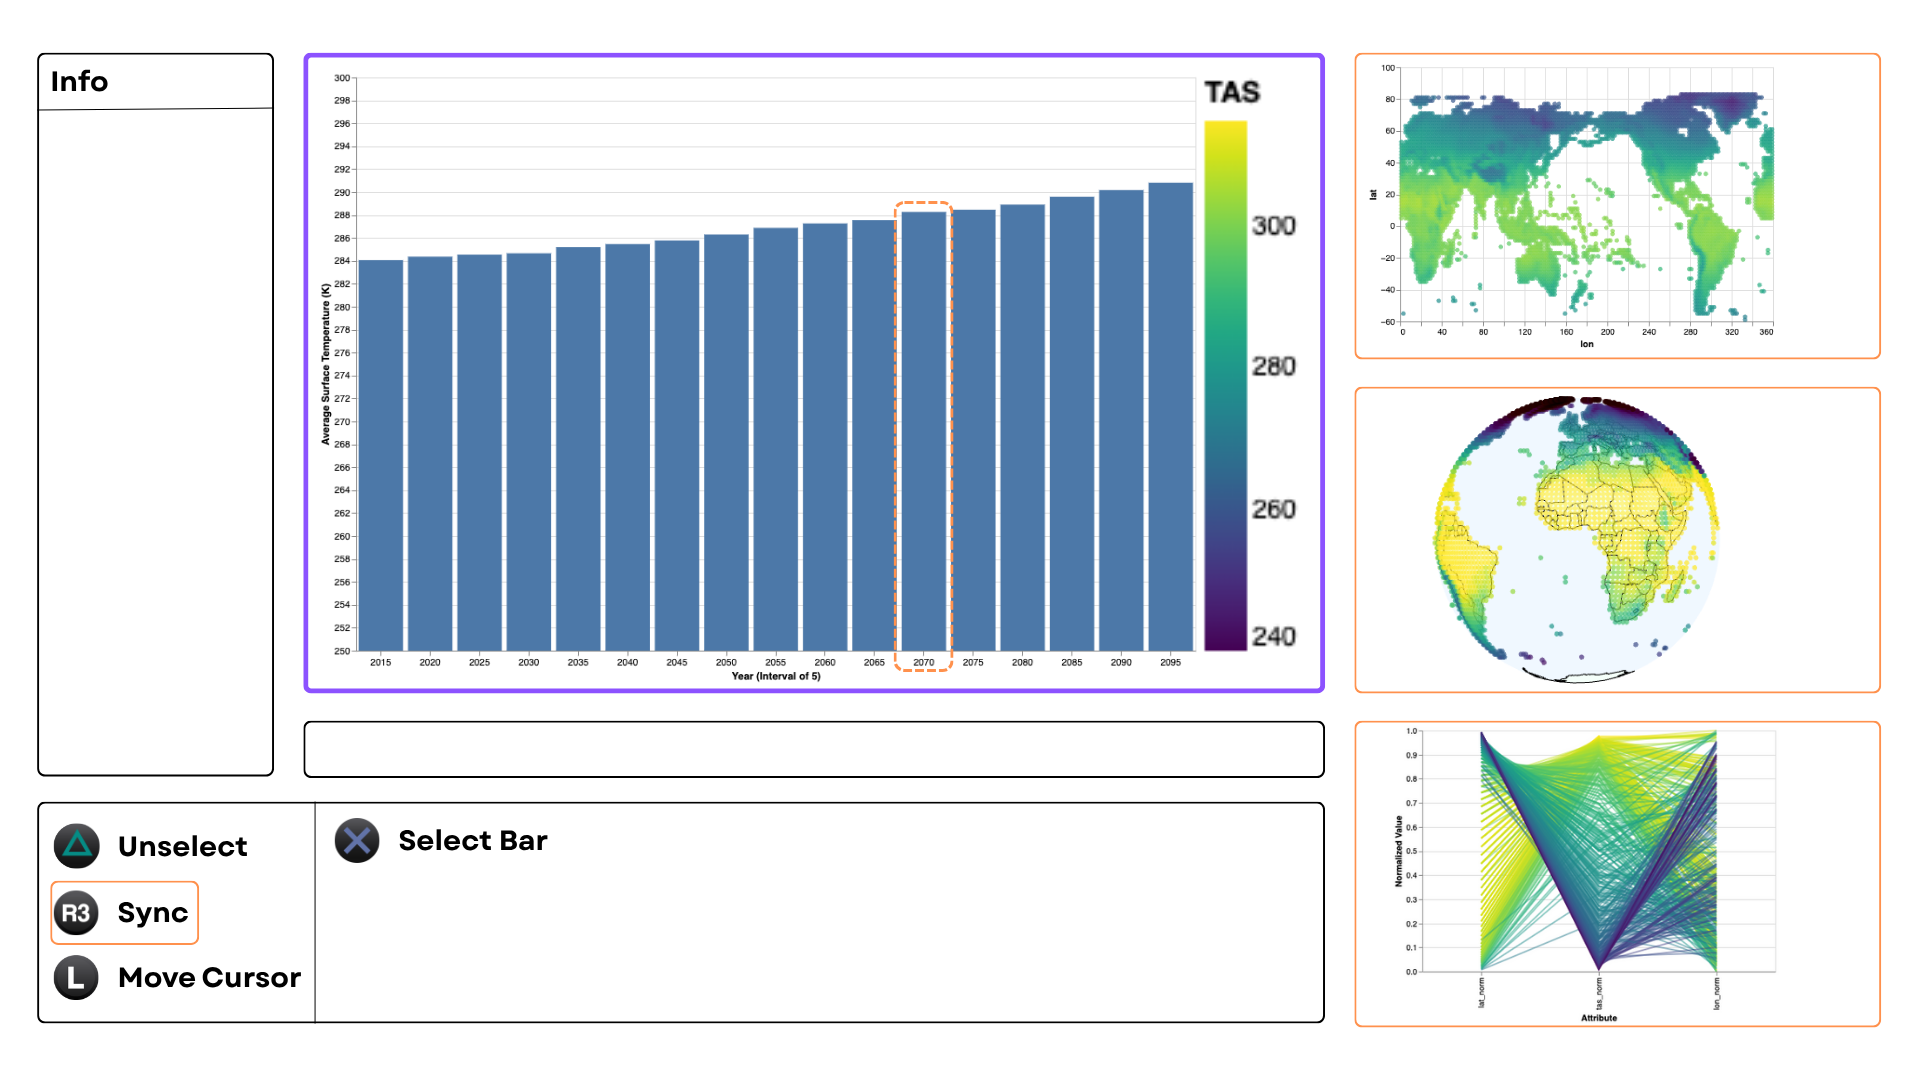 Info
300
298
296
294
292
290
288
286
284
282
280
278
276
274
272
270
268
266
264
262
260
258
256
254
252
250
Average Surface Temperature (K)
2015 2020 2025 2030 2035 2040 2045 2050 2055 2060 2065 2070 2075 2080 2085 2090 2095
Year (Interval of 5)
TAS
300
280
260
240
100
80
60
40
20
0
−20
−40
−60
lat
0 40 80 120 160 200 240 280 320 360
lon
1.0
0.9
0.8
0.7
0.6
0.5
0.4
0.3
0.2
0.1
0.0
Normalized Value
lat_norm
tas_norm
lon_norm
Attribute
Unselect
R3 Sync
L Move Cursor
Select Bar